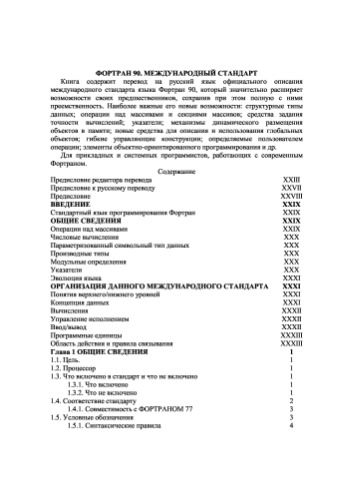 ФОРТРАН 90. МЕЖДУНАРОДНЫЙ СТАНДАРТ
Книга содержит перевод на русский язык официального описания
международного стандарта языка Фортран 90, который значительно расширяет
возможности своих предшественников, сохраняя при этом полную с ними
преемственность. Наиболее важные его новые возможности: структурные типы
данных; операции над массивами и секциями массивов; средства задания
точности вычислений; указатели; механизмы динамического размещения
объектов в памяти; новые средства для описания и использования глобальных
объектов; гибкие управляющие конструкции; определяемые пользователем
операции; элементы объектно-ориентированного программирования и др.
Для прикладных и системных программистов, работающих с современным
Фортраном.
Содержание
Предисловие редактора перевода XXIII
Предисловие к русскому переводу XXVII
Предисловие XXVIII
ВВЕДЕНИЕ XXIX
Стандартный язык программирования Фортран XXIX
ОБЩИЕ СВЕДЕНИЯ XXIX
Операции над массивами XXIX
Числовые вычисления XXX
Параметризованный символьный тип данных XXX
Производные типы XXX
Модульные определения XXX
Указатели XXX
Эволюция языка XXXI
ОРГАНИЗАЦИЯ ДАННОГО МЕЖДУНАРОДНОГО СТАНДАРТА XXXI
Понятия верхнего/нижнего уровней XXXI
Концепция данных XXXI
Вычисления XXXII
Управление исполнением XXXII
Ввод/вывод XXXII
Программные единицы XXXIII
Область действия и правила связывания XXXIII
Глава 1 ОБЩИЕ СВЕДЕНИЯ 1
1.1. Цель. 1
1.2. Процессор 1
1.3. Что включено в стандарт и что не включено 1
1.3.1. Что включено 1
1.3.2. Что не включено 1
1.4. Соответствие стандарту 2
1.4.1. Совместимость с ФОРТРАНОМ 77 3
1.5. Условные обозначения 3
1.5.1. Синтаксические правила 4